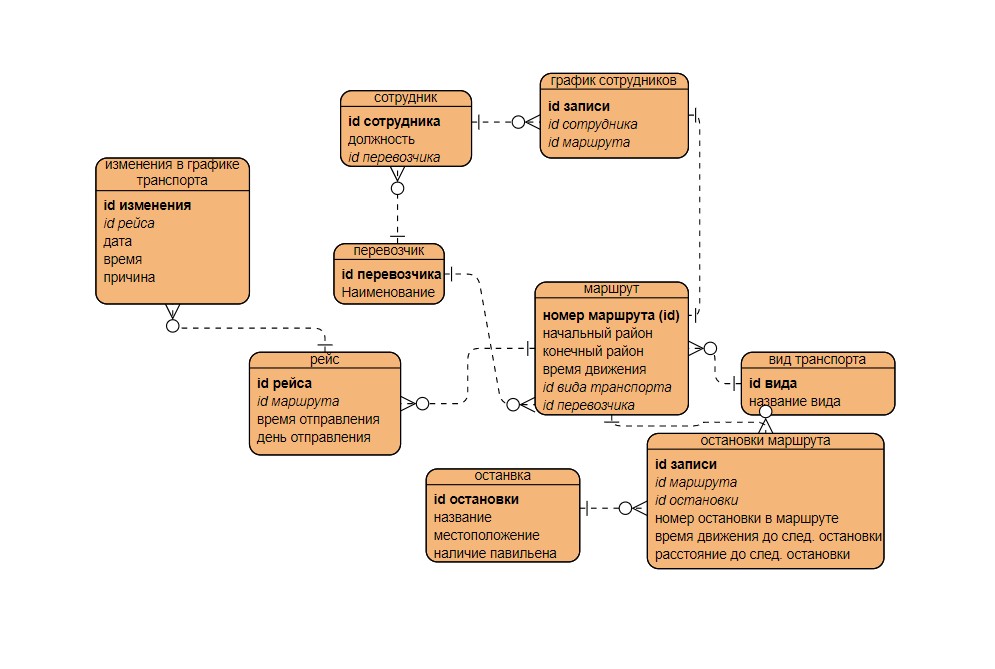 график сотрудников
id записи
id сотрудника
id маршрута
сотрудник
id сотрудника
должность
id перевозчика
изменения в графике
транспорта
id изменения
id рейса
дата
время
причина
перевозчик
id перевозчика
Наименование
маршрут
номер маршрута (id)
начальный район
конечный район
время движения
id вида транспорта
id перевозчика
рейс
id рейса
id маршрута
время отправления
день отправления
вид транспорта
id вида
название вида
остановки маршрута
id записи
id маршрута
id остановки
номер остановки в маршруте
время движения до след. остановки
расстояние до след. остановки
останвка
id остановки
название
местоположение
наличие павильена